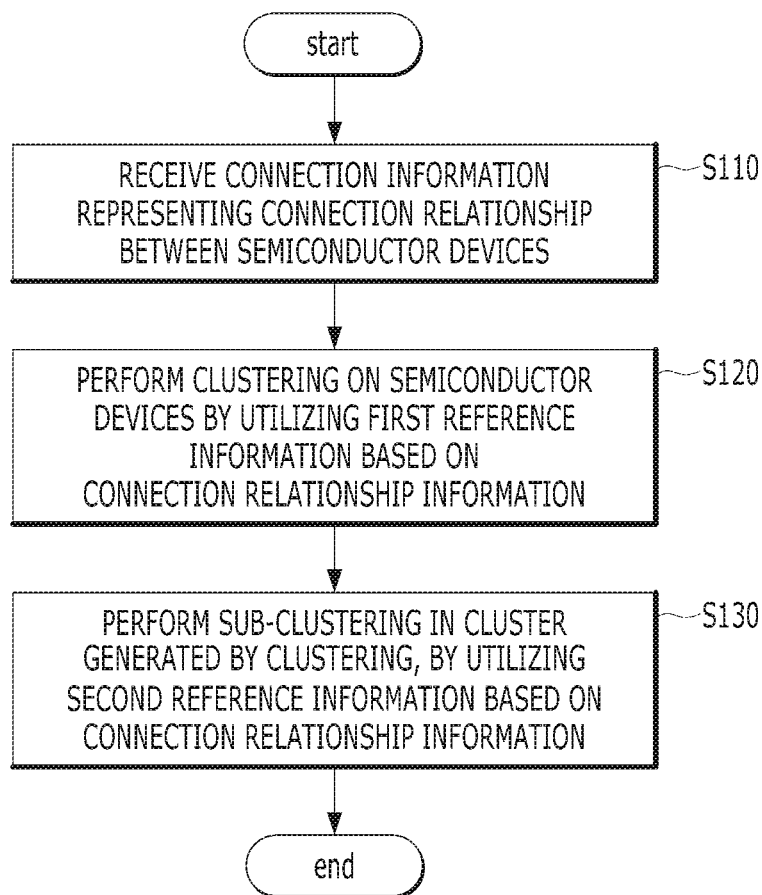 start
RECEIVE CONNECTION INFORMATION
REPRESENTING CONNECTION RELATIONSHIP
BETWEEN SEMICONDUCTOR DEVICES
S110
PERFORM CLUSTERING ON SEMICONDUCTOR
DEVICES BY UTILIZING FIRST REFERENCE
INFORMATION BASED ON
CONNECTION RELATIONSHIP INFORMATION
S120
PERFORM SUB-CLUSTERING IN CLUSTER
GENERATED BY CLUSTERING, BY UTILIZING
SECOND REFERENCE INFORMATION BASED ON
CONNECTION RELATIONSHIP INFORMATION
S130
end